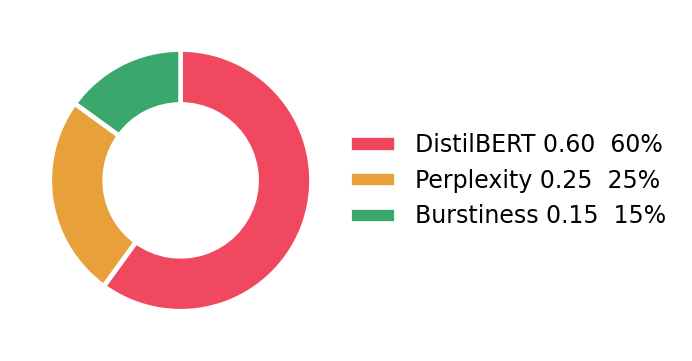 DistilBERT 0.60  60%
Perplexity 0.25  25%
Burstiness 0.15  15%